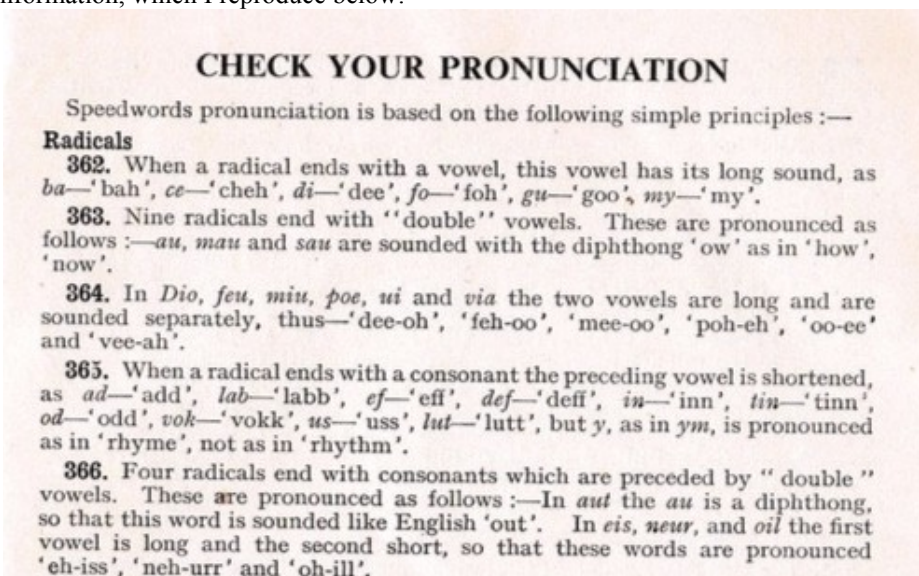 information, which I reproduce below:
CHECK YOUR PRONUNCIATION
Speedwords pronunciation is based on the following simple principles :—
Radicals
362. When a radical ends with a vowel, this vowel has its long sound, as
ba—‘bah’, ce—‘cheh’, di—‘dee’, fo—‘foh’, gu—‘goo’, my—‘my’.
363. Nine radicals end with “double” vowels. These are pronounced as
follows :—au, mau and sau are sounded with the diphthong ‘ow’ as in ‘how’,
‘now’.
364. In Dio, feu, miu, poe, ui and via the two vowels are long and are
sounded separately, thus—‘dee-oh’, ‘feh-oo’, ‘mee-oo’, ‘poh-eh’, ‘oo-ee’
and ‘vee-ah’.
365. When a radical ends with a consonant the preceding vowel is shortened,
as ad—‘add’, lab—‘labb’, ef—‘eff’, def—‘deff’, in—‘inn’, tin—‘tinn’,
od—‘odd’, vok—‘vokk’, us—‘uss’, lut—‘lutt’, but y, as in ym, is pronounced
as in ‘rhyme’, not as in ‘rhythm’.
366. Four radicals end with consonants which are preceded by “ double ”
vowels. These are pronounced as follows :—In aut the au is a diphthong,
so that this word is sounded like English ‘out’. In eis, neur, and oil the first
vowel is long and the second short, so that these words are pronounced
‘eh-iss’, ‘neh-urr’ and ‘oh-ill’.